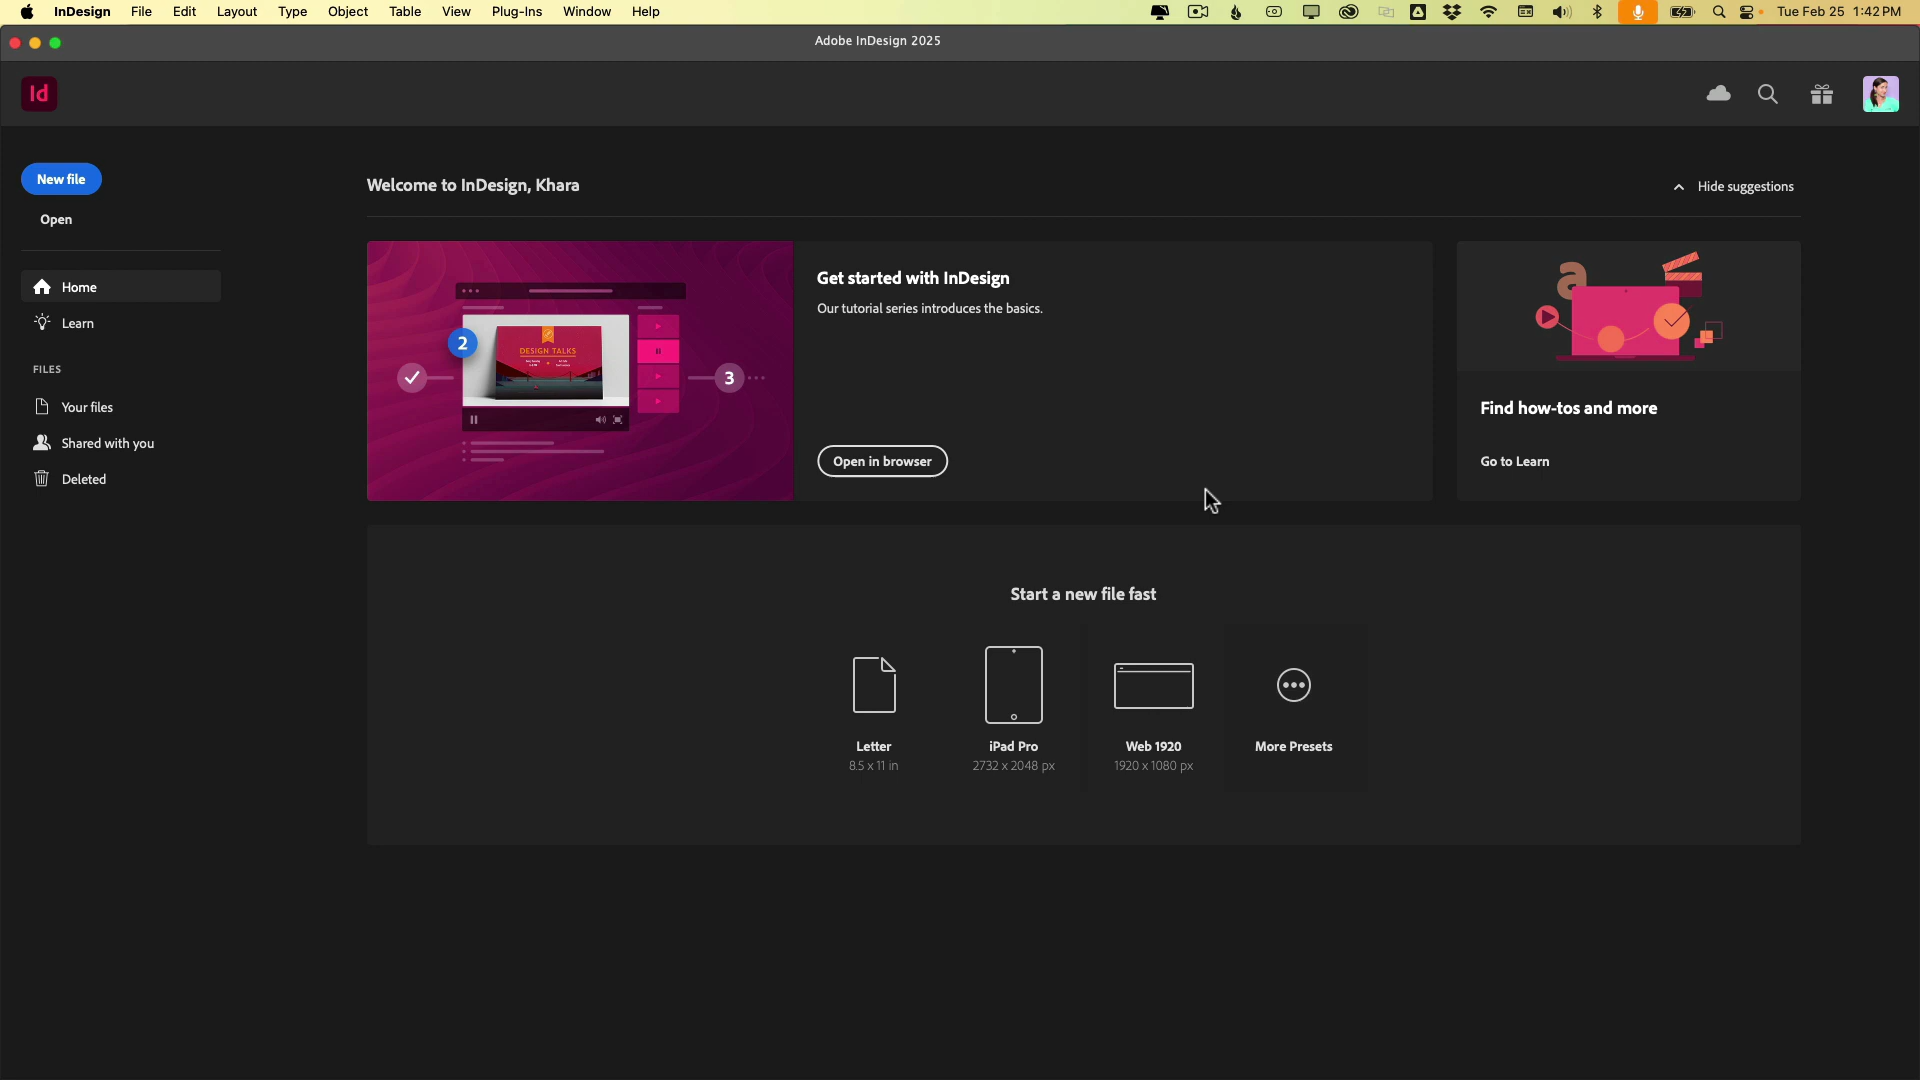 InDesign File Edit Layout Type Object Table View Plug-Ins Window Help Tue Feb 25 1:42 PM
Adobe InDesign 2025
Id
New file
Open
Home
Learn
FILES
Your files
Shared with you
Deleted
Welcome to InDesign, Khara
Hide suggestions
2
DESIGN TALKS
3
Get started with InDesign
Our tutorial series introduces the basics.
Open in browser
a
Find how-tos and more
Go to Learn
Start a new file fast
Letter
8.5 x 11 in
iPad Pro
2732 x 2048 px
Web 1920
1920 x 1080 px
More Presets